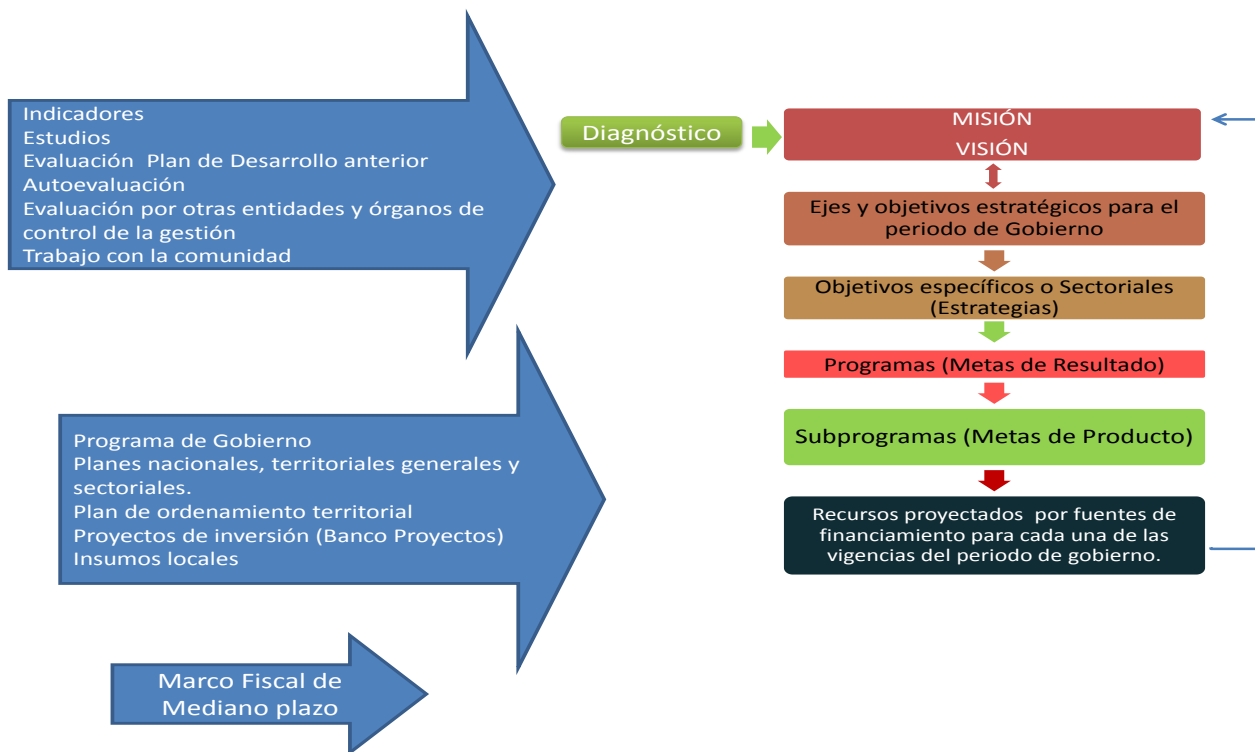 Indicadores
Estudios
Evaluación Plan de Desarrollo anterior
Autoevaluación
Evaluación por otras entidades y órganos de
control de la gestión
Trabajo con la comunidad
Programa de Gobierno
Planes nacionales, territoriales generales y
sectoriales.
Plan de ordenamiento territorial
Proyectos de inversión (Banco Proyectos)
Insumos locales
Marco Fiscal de
Mediano plazo
Diagnóstico
MISIÓN
VISIÓN
Ejes y objetivos estratégicos para el
periodo de Gobierno
Objetivos específicos o Sectoriales
(Estrategias)
Programas (Metas de Resultado)
Subprogramas (Metas de Producto)
Recursos proyectados por fuentes de
financiamiento para cada una de las
vigencias del periodo de gobierno.